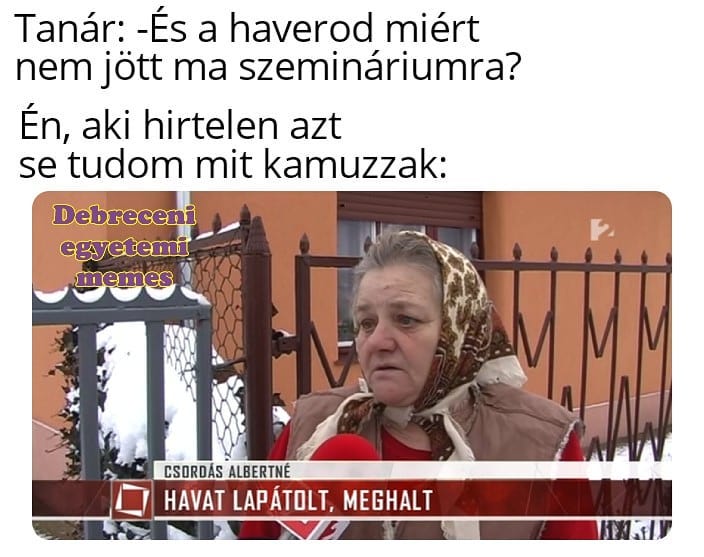 Tanár: -És a haverod miért
nem jött ma szemináriumra?
Én, aki hirtelen azt
se tudom mit kamuzzak:
Debreceni
egyetemi
memes
2
CSORDÁS ALBERTNÉ
HAVAT LAPÁTOLT, MEGHALT